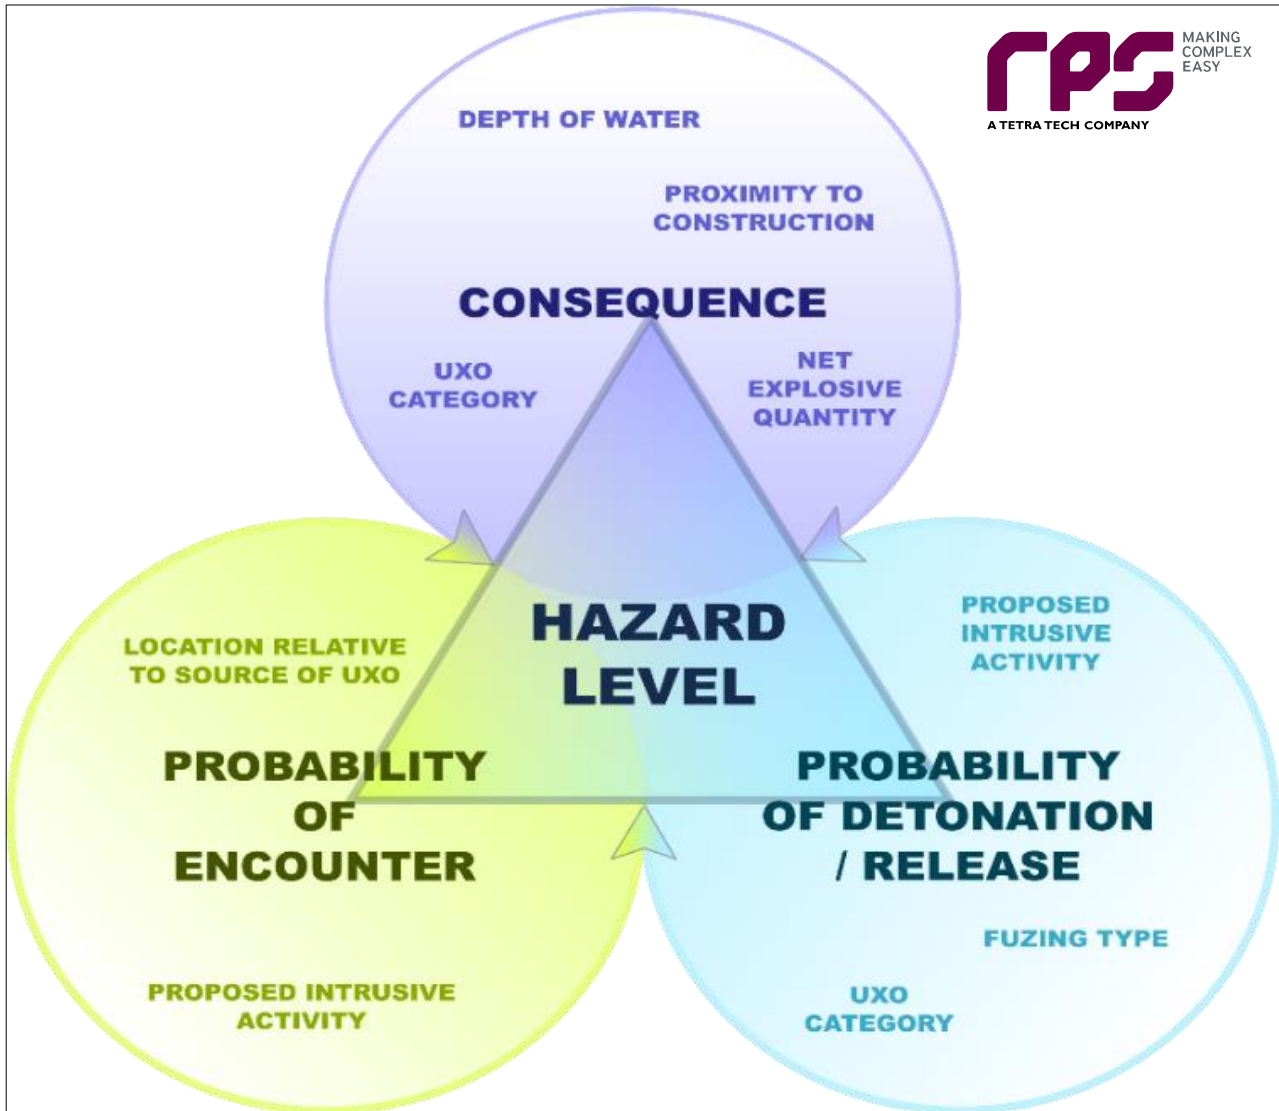 rps
MAKING
COMPLEX
EASY
A TETRA TECH COMPANY
DEPTH OF WATER
PROXIMITY TO
CONSTRUCTION
CONSEQUENCE
UXO
CATEGORY
NET
EXPLOSIVE
QUANTITY
HAZARD
LEVEL
LOCATION RELATIVE
TO SOURCE OF UXO
PROBABILITY
OF
ENCOUNTER
PROPOSED INTRUSIVE
ACTIVITY
PROPOSED
INTRUSIVE
ACTIVITY
PROBABILITY
OF DETONATION
/ RELEASE
FUZING TYPE
UXO
CATEGORY